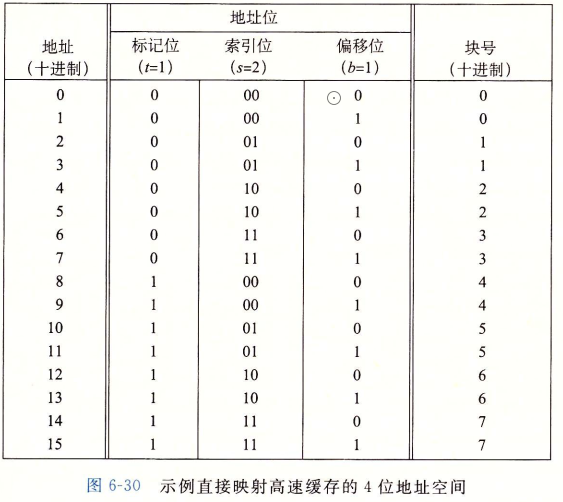 地址位
地址 标记位 索引位 偏移位 块号
(十进制) (t=1) (s=2) (b=1) (十进制)
0 0 00 0 0
1 0 00 1 0
2 0 01 0 1
3 0 01 1 1
4 0 10 0 2
5 0 10 1 2
6 0 11 0 3
7 0 11 1 3
8 1 00 0 4
9 1 00 1 4
10 1 01 0 5
11 1 01 1 5
12 1 10 0 6
13 1 10 1 6
14 1 11 0 7
15 1 11 1 7
图 6-30 示例直接映射高速缓存的 4 位地址空间